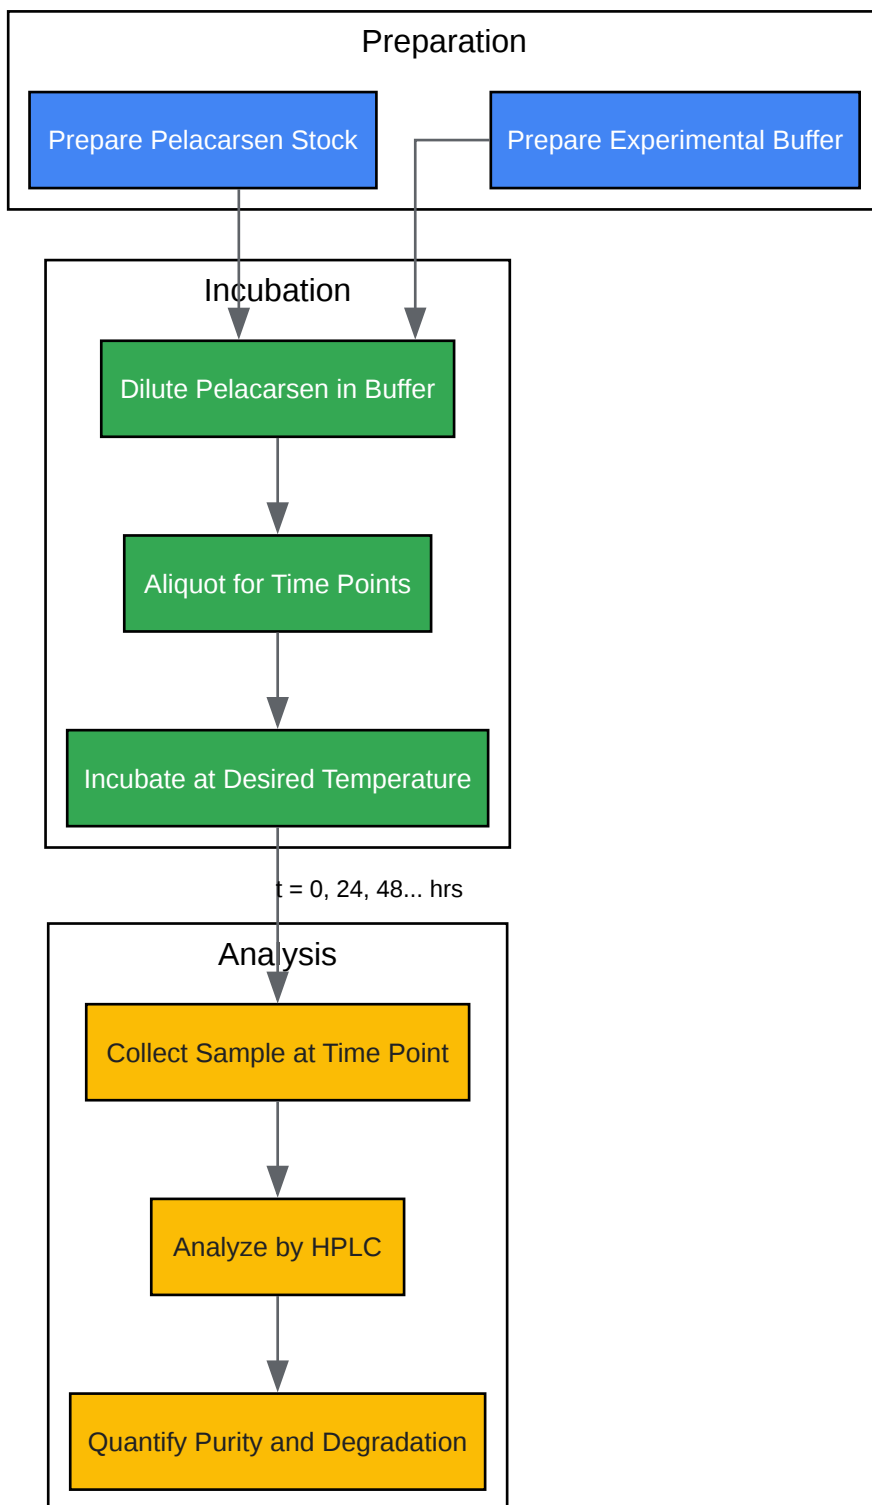 Preparation
Prepare Pelacarsen Stock
Prepare Experimental Buffer
Incubation
Dilute Pelacarsen in Buffer
Aliquot for Time Points
Incubate at Desired Temperature
t = 0, 24, 48... hrs
Analysis
Collect Sample at Time Point
Analyze by HPLC
Quantify Purity and Degradation